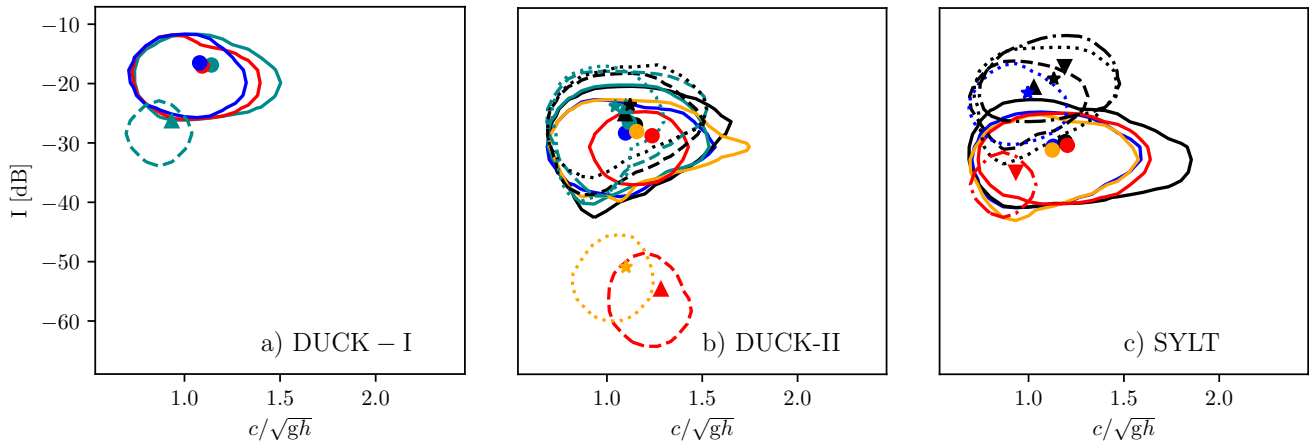 I [dB]
−10
−20
−30
−40
−50
−60
a) DUCK − I
b) DUCK-II
c) SYLT
1.0 1.5 2.0
1.0 1.5 2.0
1.0 1.5 2.0
c/√gh
c/√gh
c/√gh